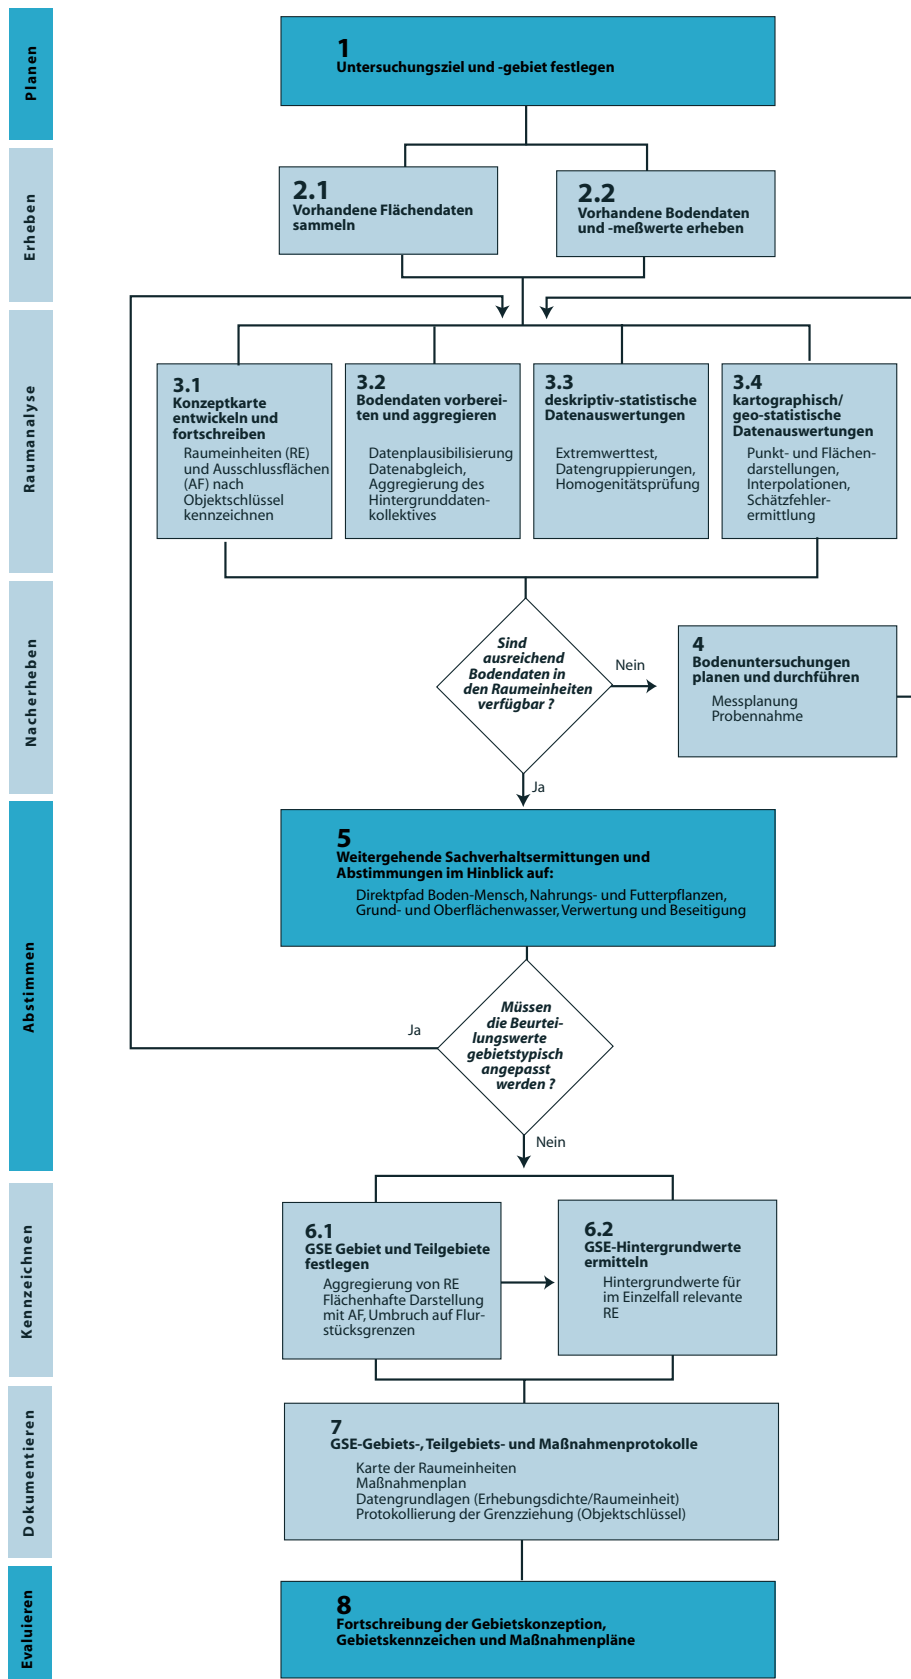 Planen
1
Untersuchungsziel und -gebiet festlegen
Erheben
2.1
Vorhandene Flächendaten
sammeln
2.2
Vorhandene Bodendaten
und -meßwerte erheben
Raumanalyse
3.1
Konzeptkarte
entwickeln und
fortschreiben
Raumeinheiten (RE)
und Ausschlussflächen
(AF) nach
Objektschlüssel
kennzeichnen
3.2
Bodendaten vorberei-
ten und aggregieren
Datenplausibilisierung
Datenabgleich,
Aggregierung des
Hintergrunddaten-
kollektives
3.3
deskriptiv-statistische
Datenauswertungen
Extremwerttest,
Datengruppierungen,
Homogenitätsprüfung
3.4
kartographisch/
geo-statistische
Datenauswertungen
Punkt- und Flächen-
darstellungen,
Interpolationen,
Schätzfehler-
ermittlung
Nacherheben
Sind
ausreichend
Bodendaten in
den Raumeinheiten
verfügbar ?
Nein
4
Bodenuntersuchungen
planen und durchführen
Messplanung
Probennahme
Ja
Abstimmen
5
Weitergehende Sachverhaltsermittungen und
Abstimmungen im Hinblick auf:
Direktpfad Boden-Mensch, Nahrungs- und Futterpflanzen,
Grund- und Oberflächenwasser, Verwertung und Beseitigung
Müssen
die Beurtei-
lungswerte
gebietstypisch
angepasst
werden ?
Ja
Nein
Kennzeichnen
6.1
GSE Gebiet und Teilgebiete
festlegen
Aggregierung von RE
Flächenhafte Darstellung
mit AF, Umbruch auf Flur-
stücksgrenzen
6.2
GSE-Hintergrundwerte
ermitteln
Hintergrundwerte für
im Einzelfall relevante
RE
Dokumentieren
7
GSE-Gebiets-, Teilgebiets- und Maßnahmenprotokolle
Karte der Raumeinheiten
Maßnahmenplan
Datengrundlagen (Erhebungsdichte/Raumeinheit)
Protokollierung der Grenzziehung (Objektschlüssel)
Evaluieren
8
Fortschreibung der Gebietskonzeption,
Gebietskennzeichen und Maßnahmenpläne